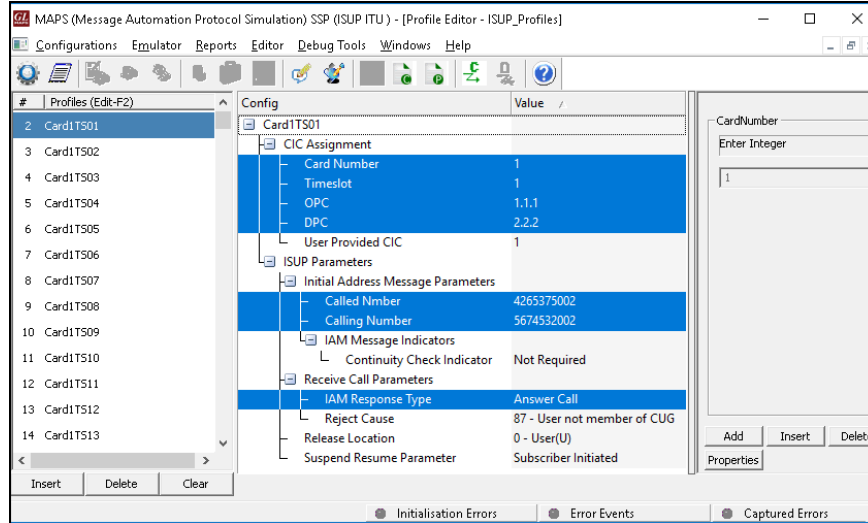 GL MAPS (Message Automation Protocol Simulation) SSP (ISUP ITU ) - [Profile Editor - ISUP_Profiles]
Configurations Emulator Reports Editor Debug Tools Windows Help
# Profiles (Edit-F2)
2 Card1TS01
3 Card1TS02
4 Card1TS03
5 Card1TS04
6 Card1TS05
7 Card1TS06
8 Card1TS07
9 Card1TS08
10 Card1TS09
11 Card1TS10
12 Card1TS11
13 Card1TS12
14 Card1TS13
Insert Delete Clear
Config Value
Card1TS01
CIC Assignment
Card Number 1
Timeslot 1
OPC 1.1.1
DPC 2.2.2
User Provided CIC 1
ISUP Parameters
Initial Address Message Parameters
Called Nmber 4265375002
Calling Number 5674532002
IAM Message Indicators
Continuity Check Indicator Not Required
Receive Call Parameters
IAM Response Type Answer Call
Reject Cause 87 - User not member of CUG
Release Location 0 - User(U)
Suspend Resume Parameter Subscriber Initiated
CardNumber
Enter Integer
1
Add Insert Delet
Properties
Initialisation Errors Error Events Captured Errors